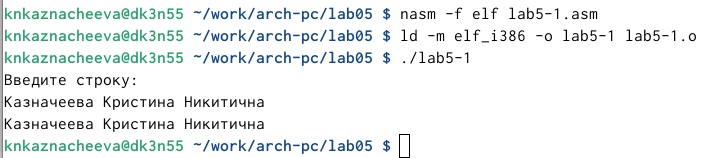 knkaznacheeva@dk3n55 ~/work/arch-pc/lab05 $ nasm -f elf lab5-1.asm
knkaznacheeva@dk3n55 ~/work/arch-pc/lab05 $ ld -m elf_i386 -o lab5-1 lab5-1.o
knkaznacheeva@dk3n55 ~/work/arch-pc/lab05 $ ./lab5-1
Введите строку:
Казначеева Кристина Никитична
Казначеева Кристина Никитична
knkaznacheeva@dk3n55 ~/work/arch-pc/lab05 $